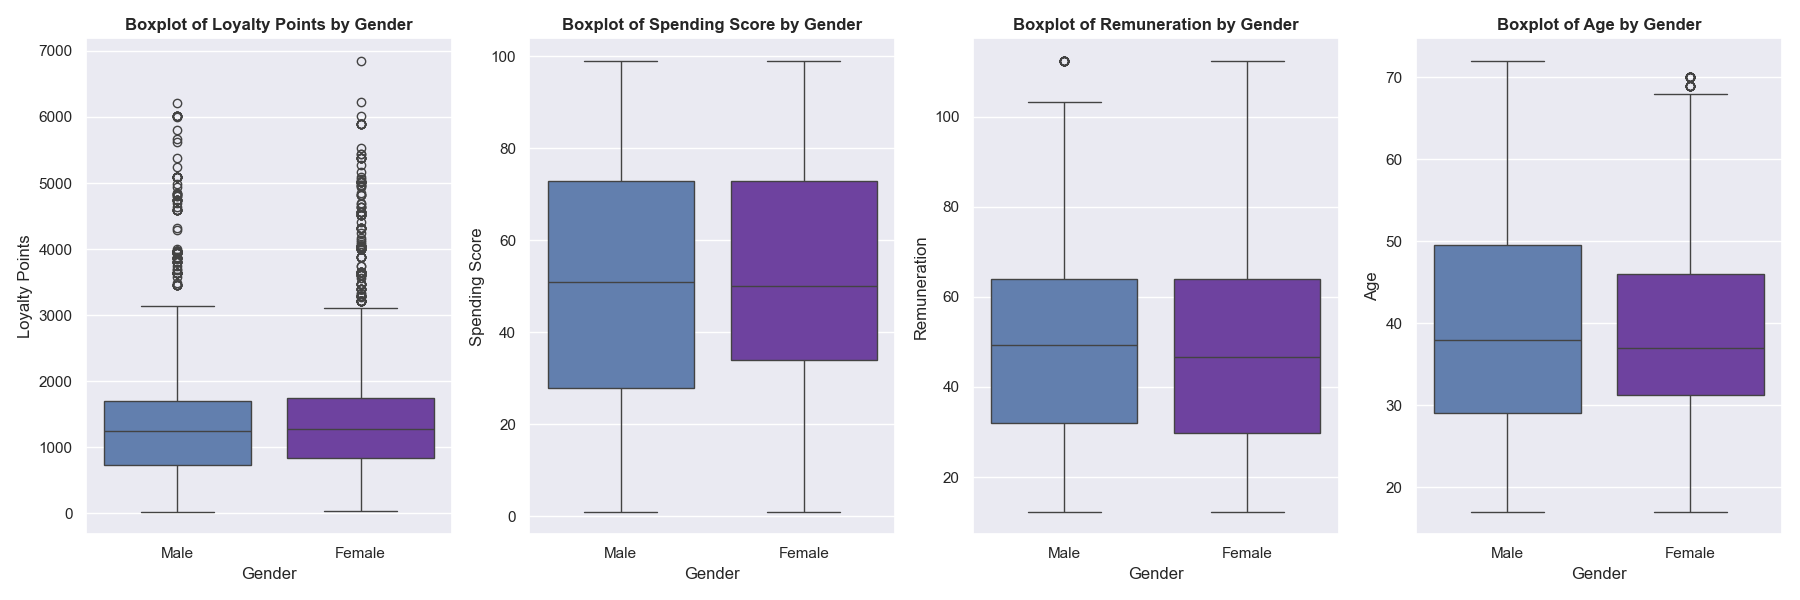 Boxplot of Loyalty Points by Gender
7000
6000
5000
4000
3000
2000
1000
0
Loyalty Points
Male
Female
Gender
Boxplot of Spending Score by Gender
100
80
60
40
20
0
Spending Score
Male
Female
Gender
Boxplot of Remuneration by Gender
100
80
60
40
20
Remuneration
Male
Female
Gender
Boxplot of Age by Gender
70
60
50
40
30
20
Age
Male
Female
Gender